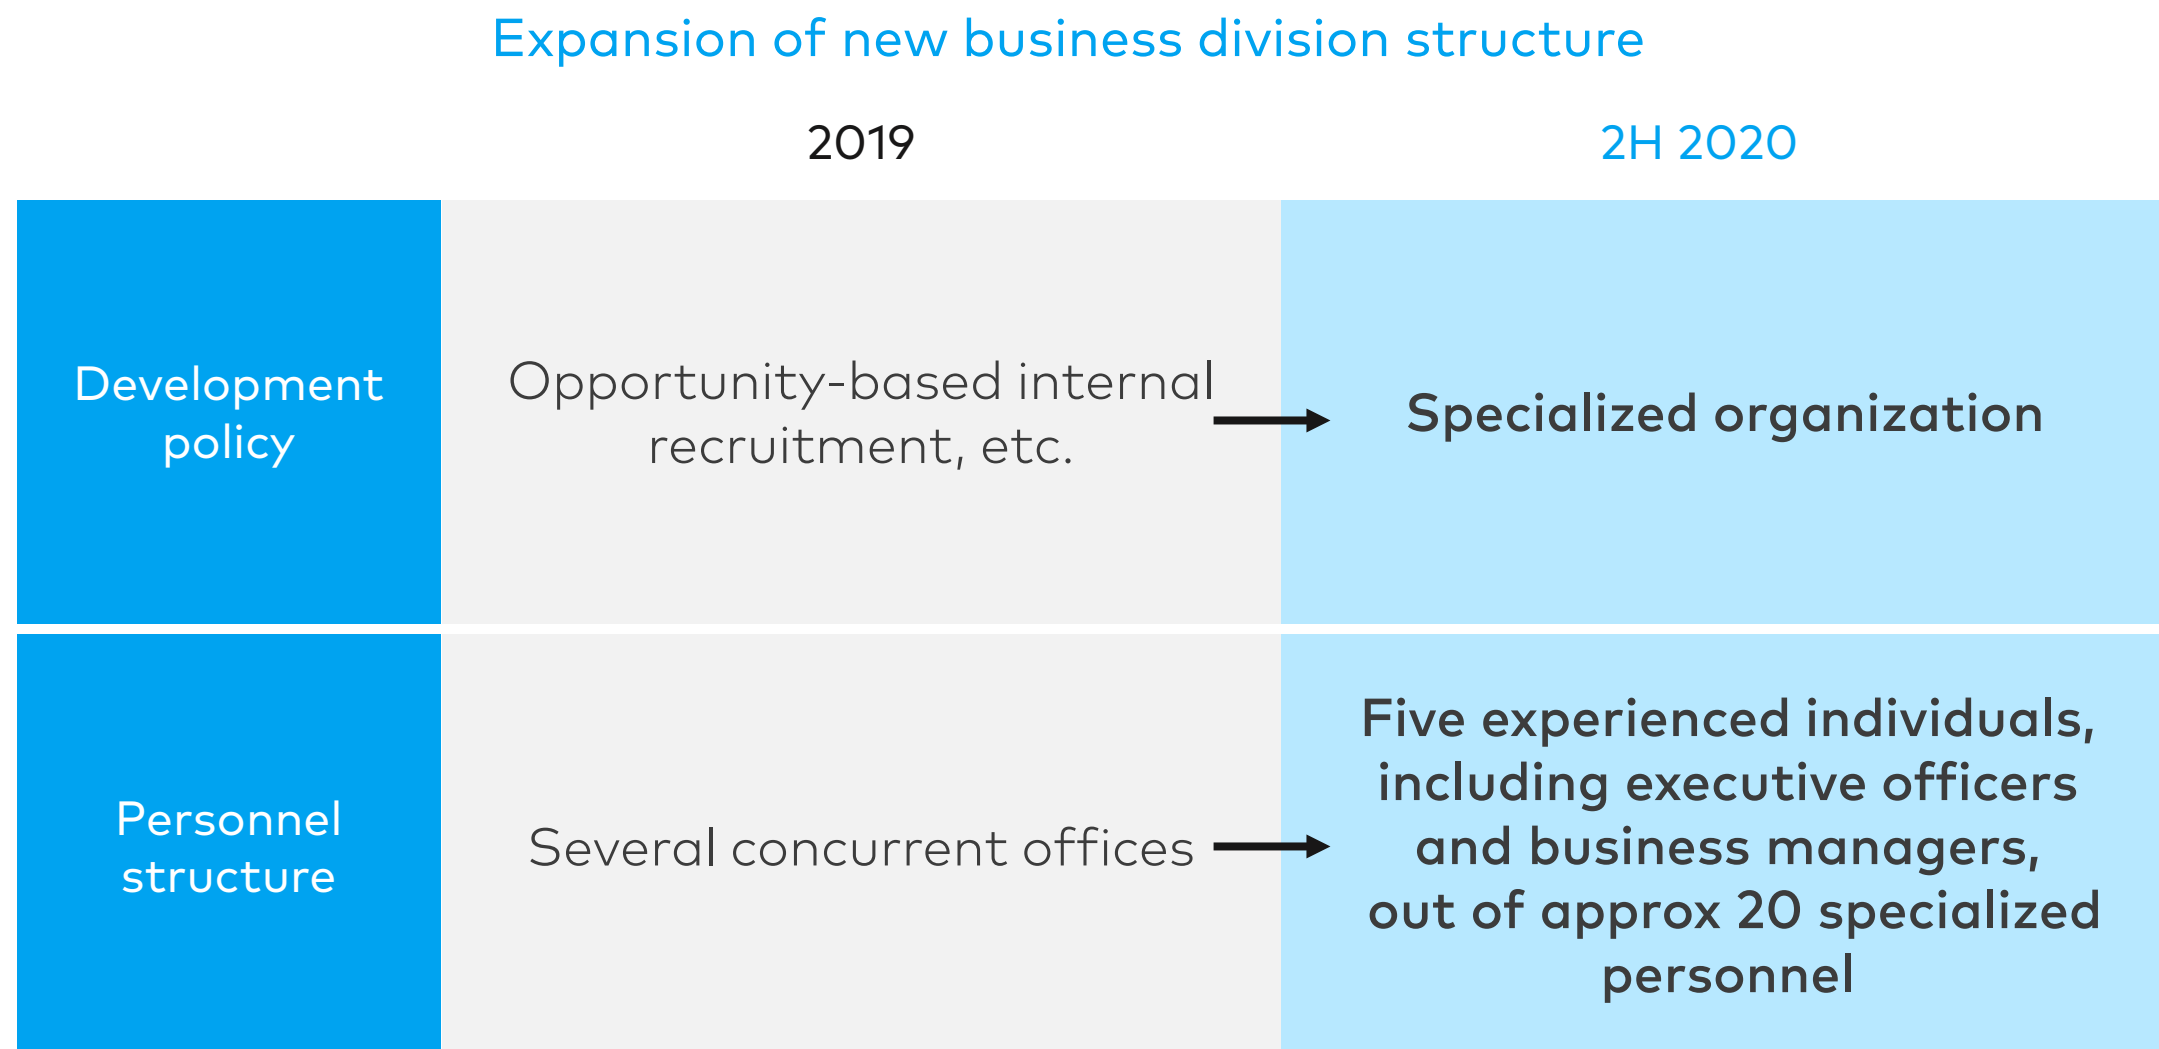 Expansion of new business division structure
2019
2H 2020
Development
policy
Opportunity-based internal
recruitment, etc.
Specialized organization
Personnel
structure
Several concurrent offices
Five experienced individuals,
including executive officers
and business managers,
out of approx 20 specialized
personnel